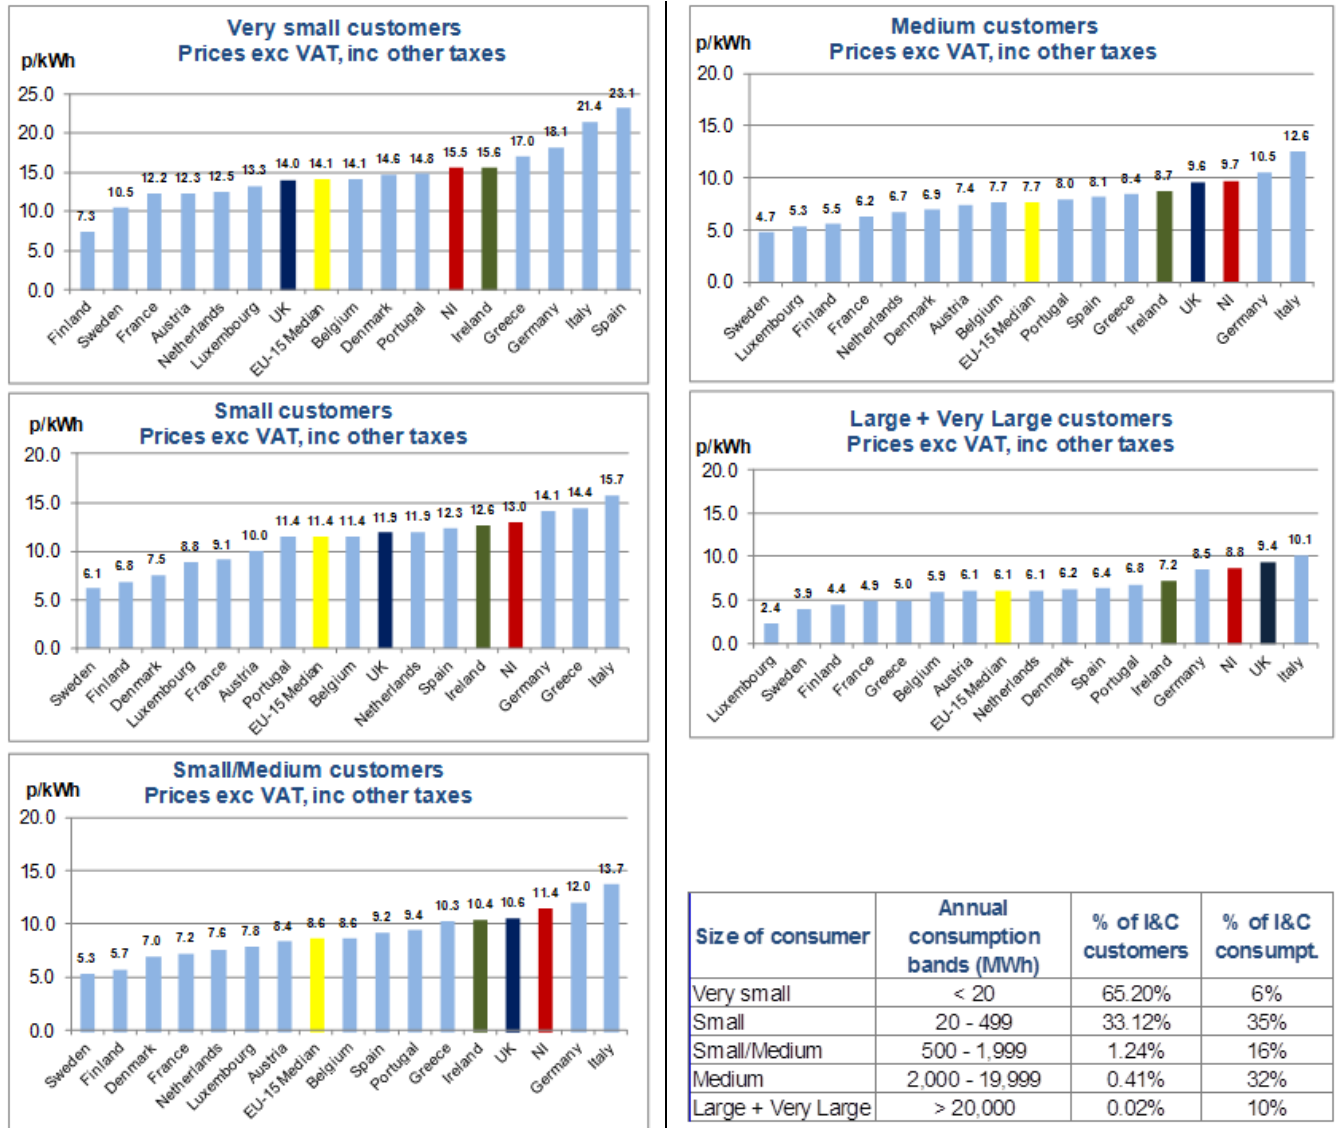 Very small customers
Prices exc VAT, inc other taxes
p/kWh
25.0
20.0
15.0
10.0
5.0
0.0
7.3 10.5 12.2 12.3 12.5 13.3 14.0 14.1 14.1 14.6 14.8 15.5 15.6 17.0 18.1 21.4 23.1
Finland Sweden France Austria Netherlands Luxembourg UK EU-15 Median Belgium Denmark Portugal NI Ireland Greece Germany Italy Spain
Small customers
Prices exc VAT, inc other taxes
p/kWh
20.0
15.0
10.0
5.0
0.0
6.1 6.8 7.5 8.8 9.1 10.0 11.4 11.4 11.4 11.9 11.9 12.3 12.6 13.0 14.1 14.4 15.7
Sweden Finland Denmark Luxembourg France Austria Portugal EU-15 Median Belgium UK Netherlands Spain Ireland NI Germany Greece Italy
Small/Medium customers
Prices exc VAT, inc other taxes
p/kWh
20.0
15.0
10.0
5.0
0.0
5.3 5.7 7.0 7.2 7.6 7.8 8.4 8.6 8.6 9.2 9.4 10.3 10.4 10.6 11.4 12.0 13.7
Sweden Finland Denmark France Netherlands Luxembourg Austria EU-15 Median Belgium Spain Portugal Greece Ireland UK NI Germany Italy
Medium customers
Prices exc VAT, inc other taxes
p/kWh
20.0
15.0
10.0
5.0
0.0
4.7 5.3 5.5 6.2 6.7 6.9 7.4 7.7 7.7 8.0 8.1 8.4 8.7 9.6 9.7 10.5 12.6
Sweden Luxembourg Finland France Netherlands Denmark Austria Belgium EU-15 Median Portugal Spain Greece Ireland UK NI Germany Italy
Large + Very Large customers
Prices exc VAT, inc other taxes
p/kWh
20.0
15.0
10.0
5.0
0.0
2.4 3.9 4.4 4.9 5.0 5.9 6.1 6.1 6.1 6.2 6.4 6.8 7.2 8.5 8.8 9.4 10.1
Luxembourg Sweden Finland France Greece Belgium Austria EU-15 Median Netherlands Denmark Spain Portugal Ireland Germany NI UK Italy
Size of consumer
Annual
consumption
bands (MWh)
% of I&C
customers
% of I&C
consumpt.
Very small < 20 65.20% 6%
Small 20 - 499 33.12% 35%
Small/Medium 500 - 1,999 1.24% 16%
Medium 2,000 - 19,999 0.41% 32%
Large + Very Large > 20,000 0.02% 10%